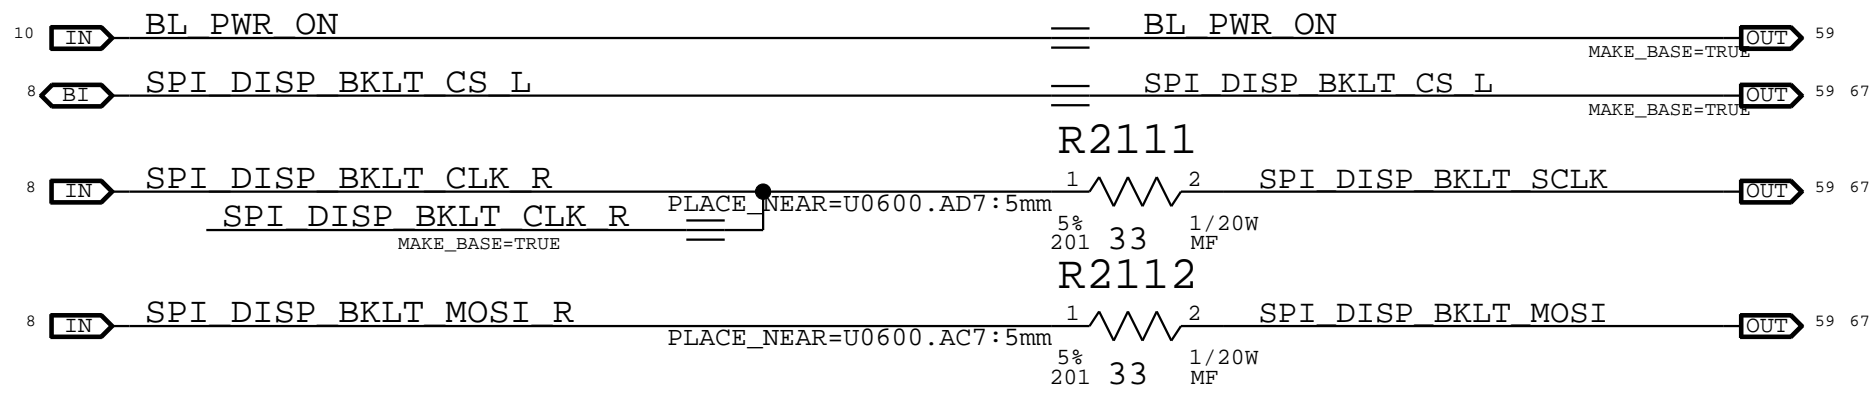 BL_PWR_ON BL_PWR_ON
10 IN OUT 59
MAKE_BASE=TRUE
SPI_DISP_BKLT_CS_L SPI_DISP_BKLT_CS_L
8 BI OUT 59 67
MAKE_BASE=TRUE
R2111
SPI_DISP_BKLT_CLK_R 1 2 SPI_DISP_BKLT_SCLK
8 IN OUT 59 67
PLACE_NEAR=U0600.AD7:5mm
SPI_DISP_BKLT_CLK_R 5% 1/20W
MAKE_BASE=TRUE 201 33 MF
R2112
SPI_DISP_BKLT_MOSI_R 1 2 SPI_DISP_BKLT_MOSI
8 IN OUT 59 67
PLACE_NEAR=U0600.AC7:5mm
5% 1/20W
201 33 MF